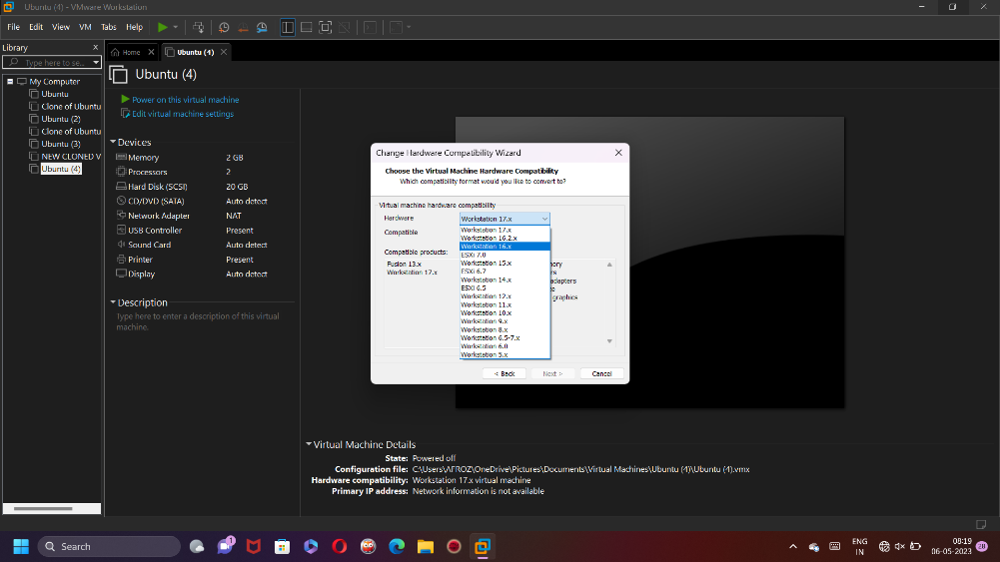 Ubuntu (4) - VMware Workstation
File Edit View VM Tabs Help
Library
Type here to se...
My Computer
Ubuntu
Clone of Ubuntu
Ubuntu (2)
Clone of Ubuntu
Ubuntu (3)
NEW CLONED V
Ubuntu (4)
Home
Ubuntu (4)
Ubuntu (4)
Power on this virtual machine
Edit virtual machine settings
Devices
Memory 2 GB
Processors 2
Hard Disk (SCSI) 20 GB
CD/DVD (SATA) Auto detect
Network Adapter NAT
USB Controller Present
Sound Card Auto detect
Printer Present
Display Auto detect
Description
Type here to enter a description of this virtual
machine.
Change Hardware Compatibility Wizard
Choose the Virtual Machine Hardware Compatibility
Which compatibility format would you like to convert to?
Virtual machine hardware compatibility
Hardware Workstation 17.x
Compatible
Compatible products:
Fusion 13.x
Workstation 17.x
Workstation 17.x
Workstation 16.2.x
Workstation 16.x
ESXi 7.0
Workstation 15.x
ESXi 6.7
Workstation 14.x
ESXi 6.5
Workstation 12.x
Workstation 11.x
Workstation 10.x
Workstation 9.x
Workstation 8.x
Workstation 6.5-7.x
Workstation 6.0
Workstation 5.x
adapters
graphics
< Back Next > Cancel
Virtual Machine Details
State: Powered off
Configuration file: C:\Users\AFROZ\OneDrive\Pictures\Documents\Virtual Machines\Ubuntu (4)\Ubuntu (4).vmx
Hardware compatibility: Workstation 17.x virtual machine
Primary IP address: Network information is not available
Search
1
ENG
IN
08:19
06-05-2023
20